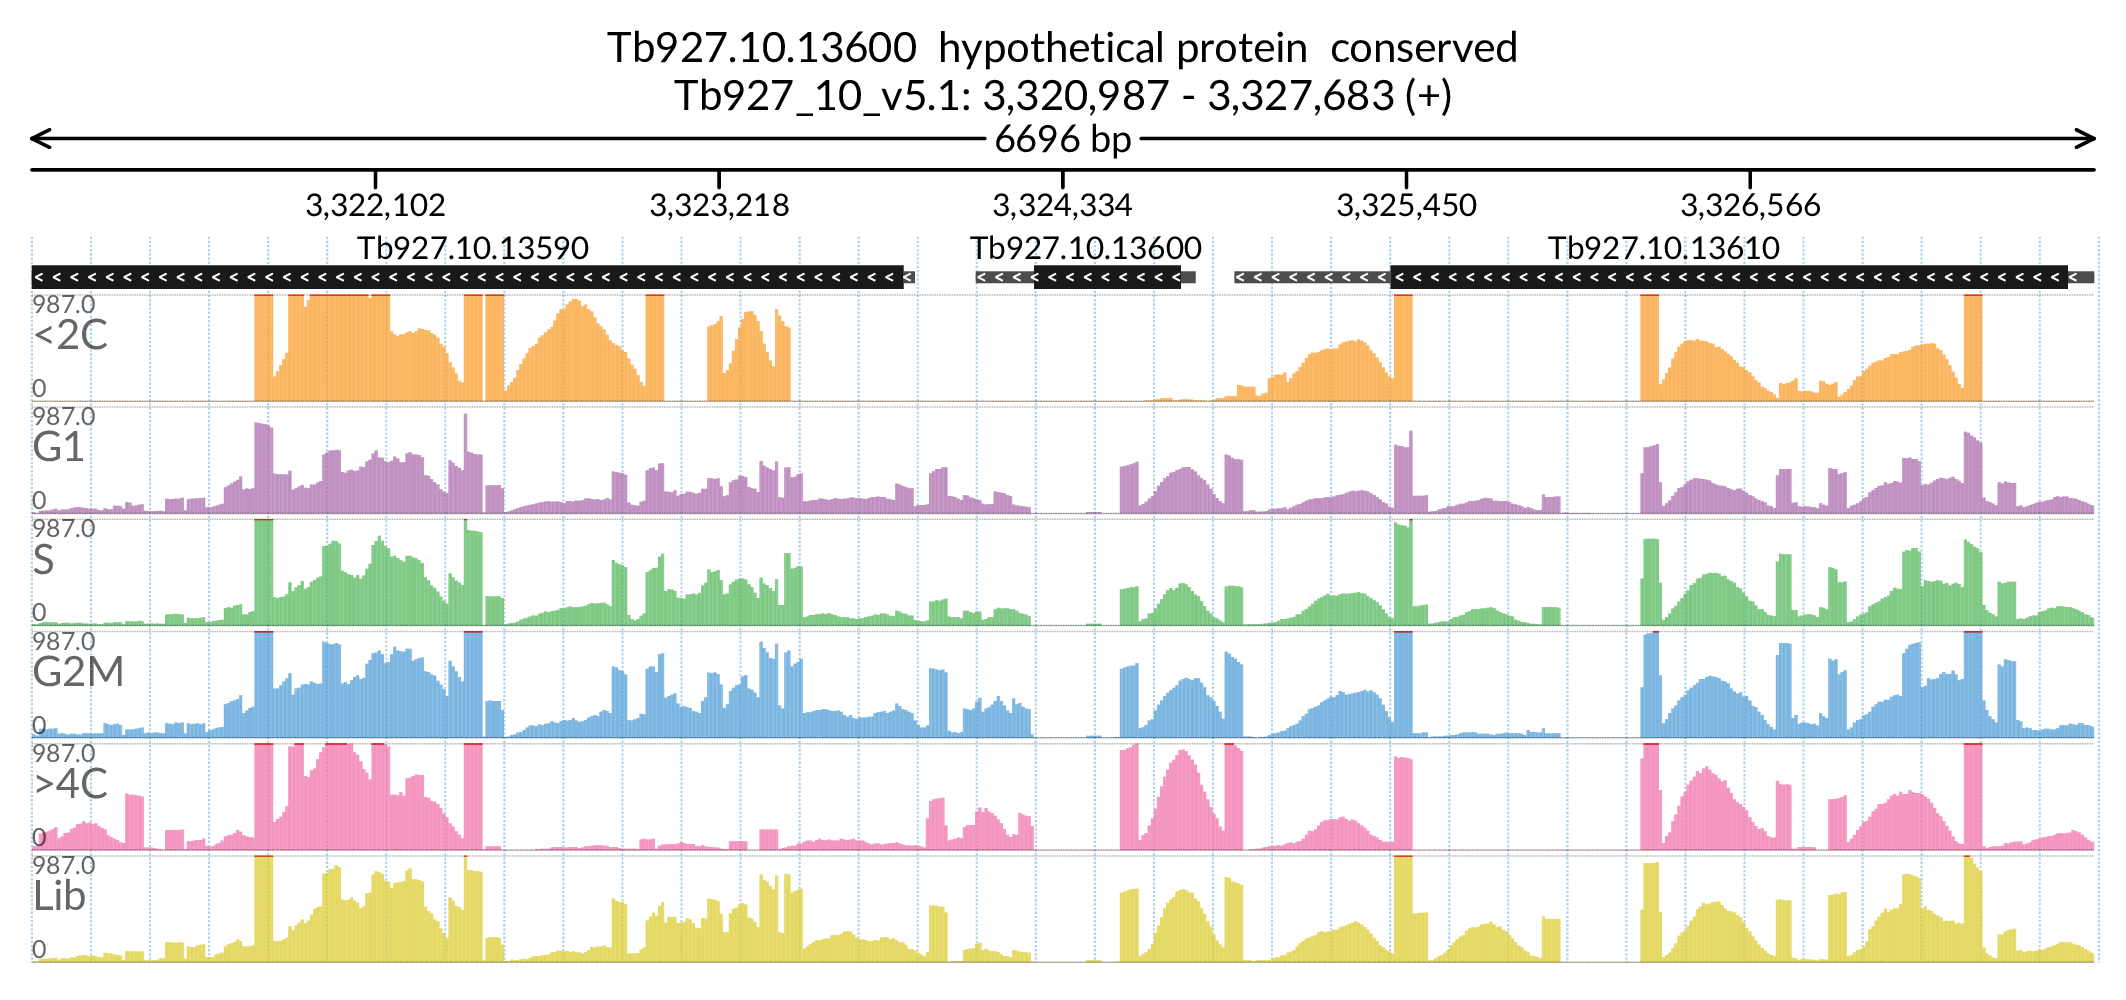 Tb927.10.13600  hypothetical protein  conserved
Tb927_10_v5.1: 3,320,987 - 3,327,683 (+)
6696 bp
3,322,102 3,323,218 3,324,334 3,325,450 3,326,566
Tb927.10.13590 Tb927.10.13600 Tb927.10.13610
987.0
<2C
0
987.0
G1
0
987.0
S
0
987.0
G2M
0
987.0
>4C
0
987.0
Lib
0